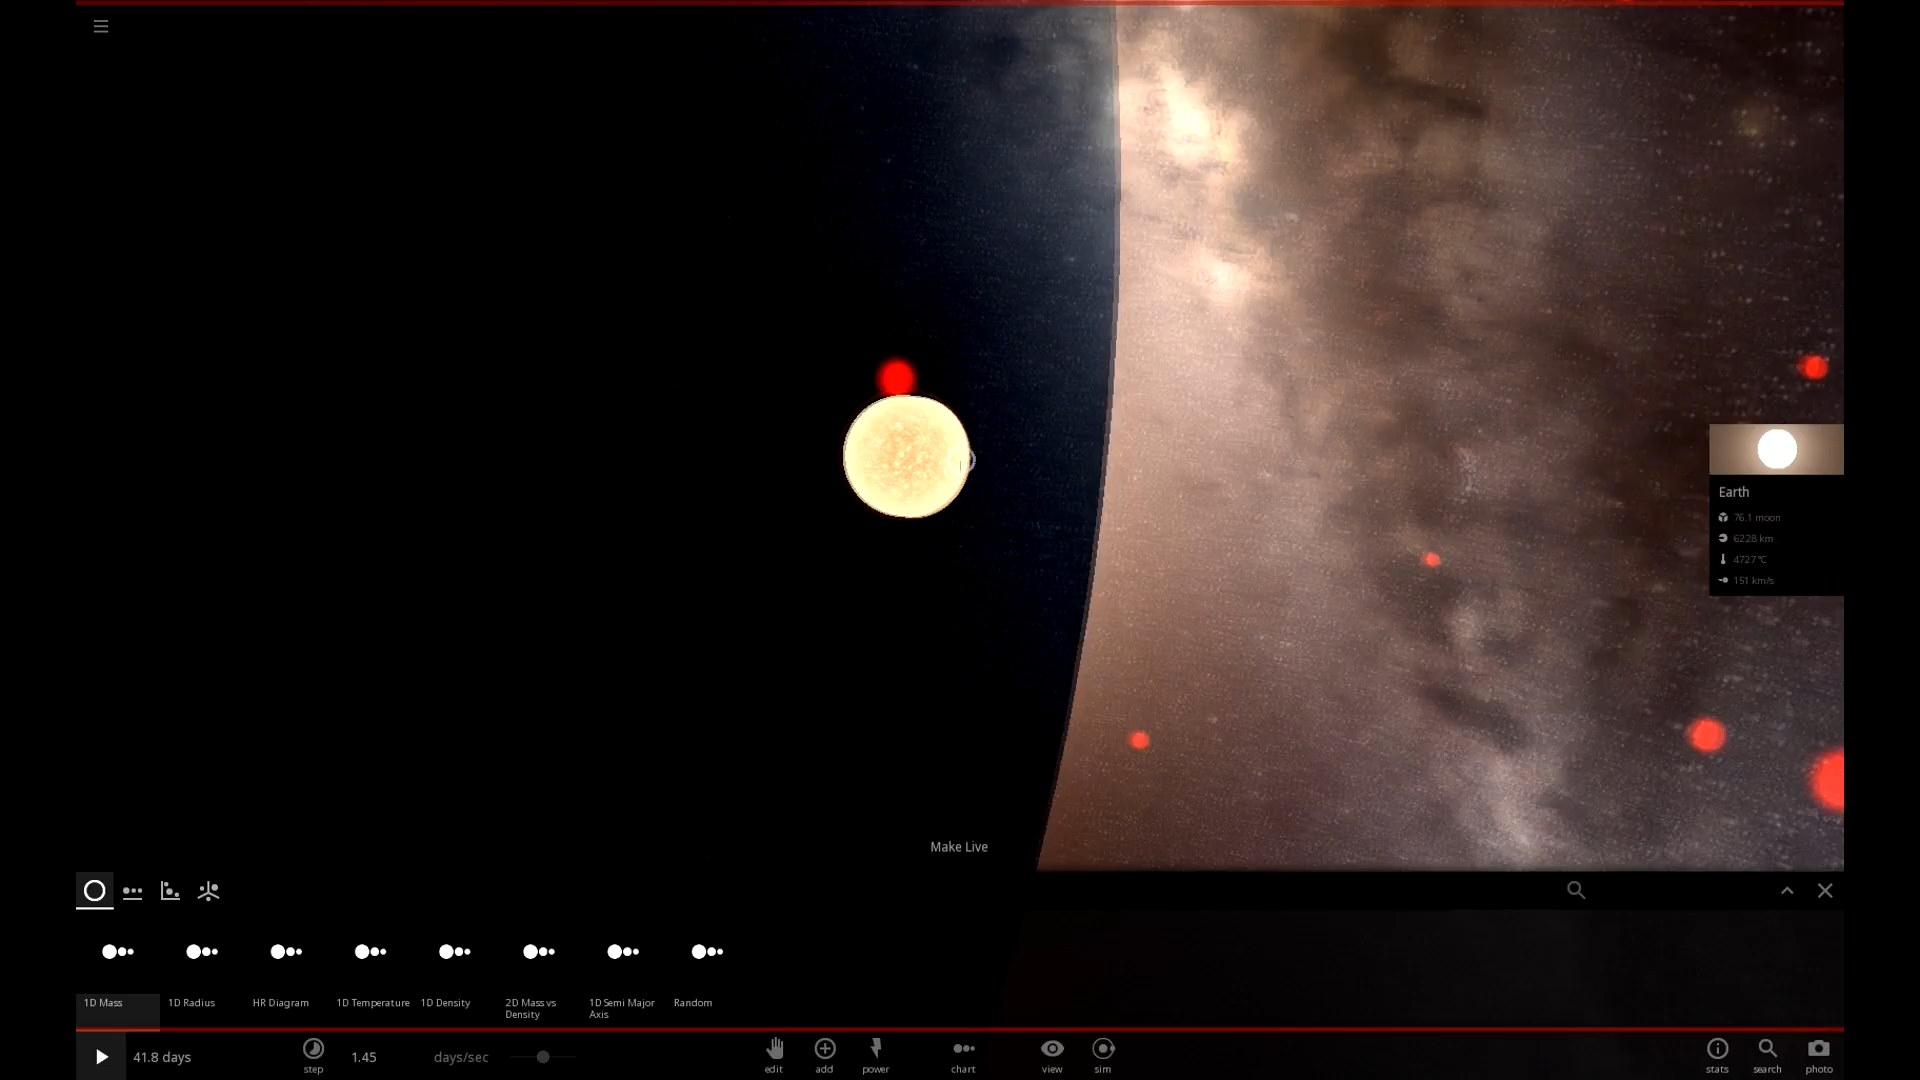 Earth
76.1 moon
6228 km
4727°C
151 km/s
Make Live
1D Mass
1D Radius
HR Diagram
1D Temperature
1D Density
2D Mass vs
Density
1D Semi Major
Axis
Random
41.8 days
step
1.45
days/sec
edit
add
power
chart
view
sim
stats
search
photo